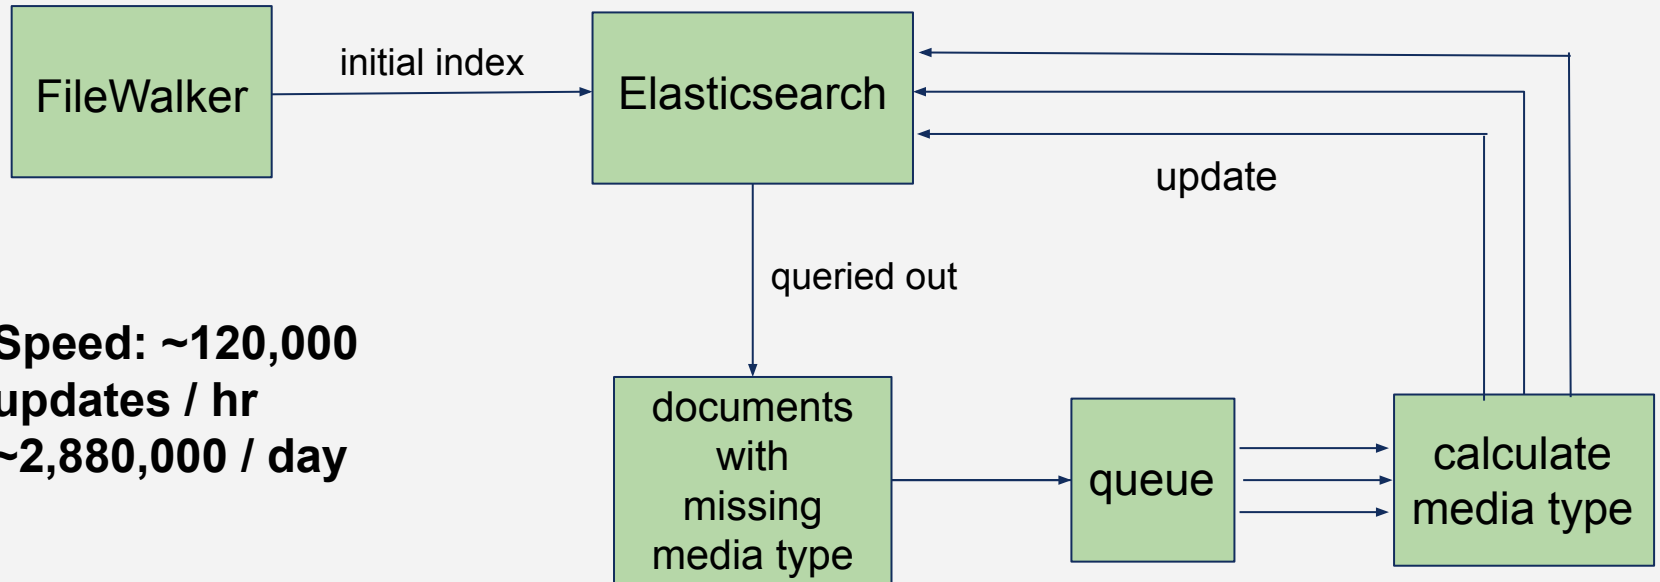 FileWalker
initial index
Elasticsearch
update
queried out
Speed: ~120,000
updates / hr
~2,880,000 / day
documents
with
missing
media type
queue
calculate
media type